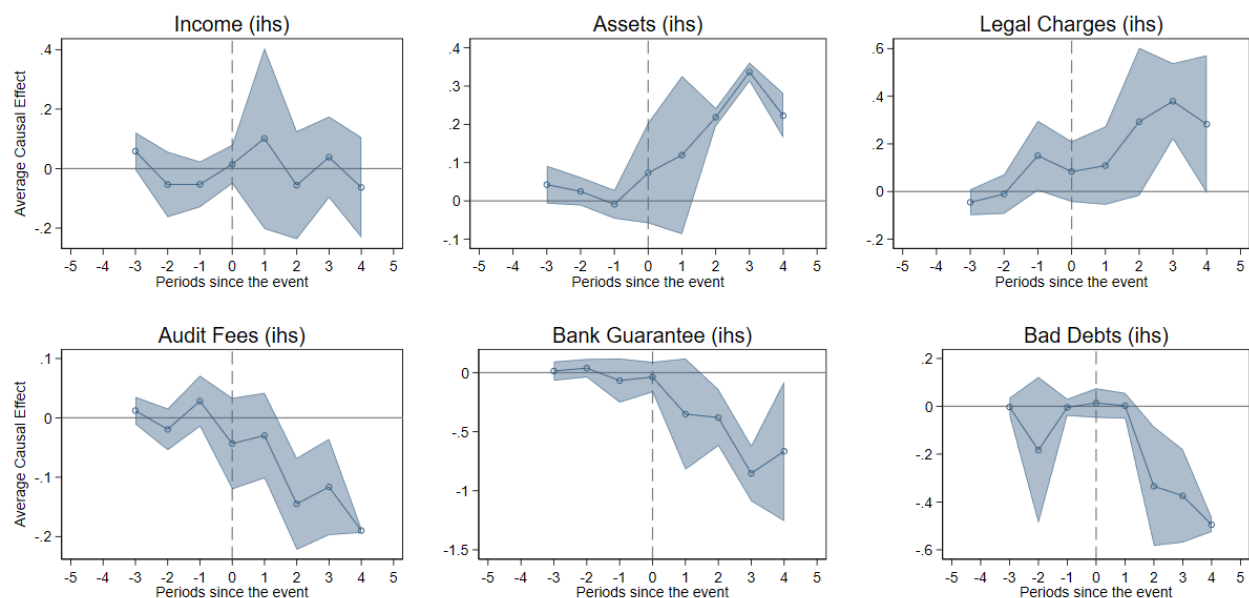 Income (ihs)
Average Causal Effect
.4
.2
0
-.2
-5 -4 -3 -2 -1 0 1 2 3 4 5
Periods since the event
Assets (ihs)
.4
.3
.2
.1
0
-.1
-5 -4 -3 -2 -1 0 1 2 3 4 5
Periods since the event
Legal Charges (ihs)
.6
.4
.2
0
-.2
-5 -4 -3 -2 -1 0 1 2 3 4 5
Periods since the event
Audit Fees (ihs)
Average Causal Effect
.1
0
-.1
-.2
-5 -4 -3 -2 -1 0 1 2 3 4 5
Periods since the event
Bank Guarantee (ihs)
0
-.5
-1
-1.5
-5 -4 -3 -2 -1 0 1 2 3 4 5
Periods since the event
Bad Debts (ihs)
.2
0
-.2
-.4
-.6
-5 -4 -3 -2 -1 0 1 2 3 4 5
Periods since the event